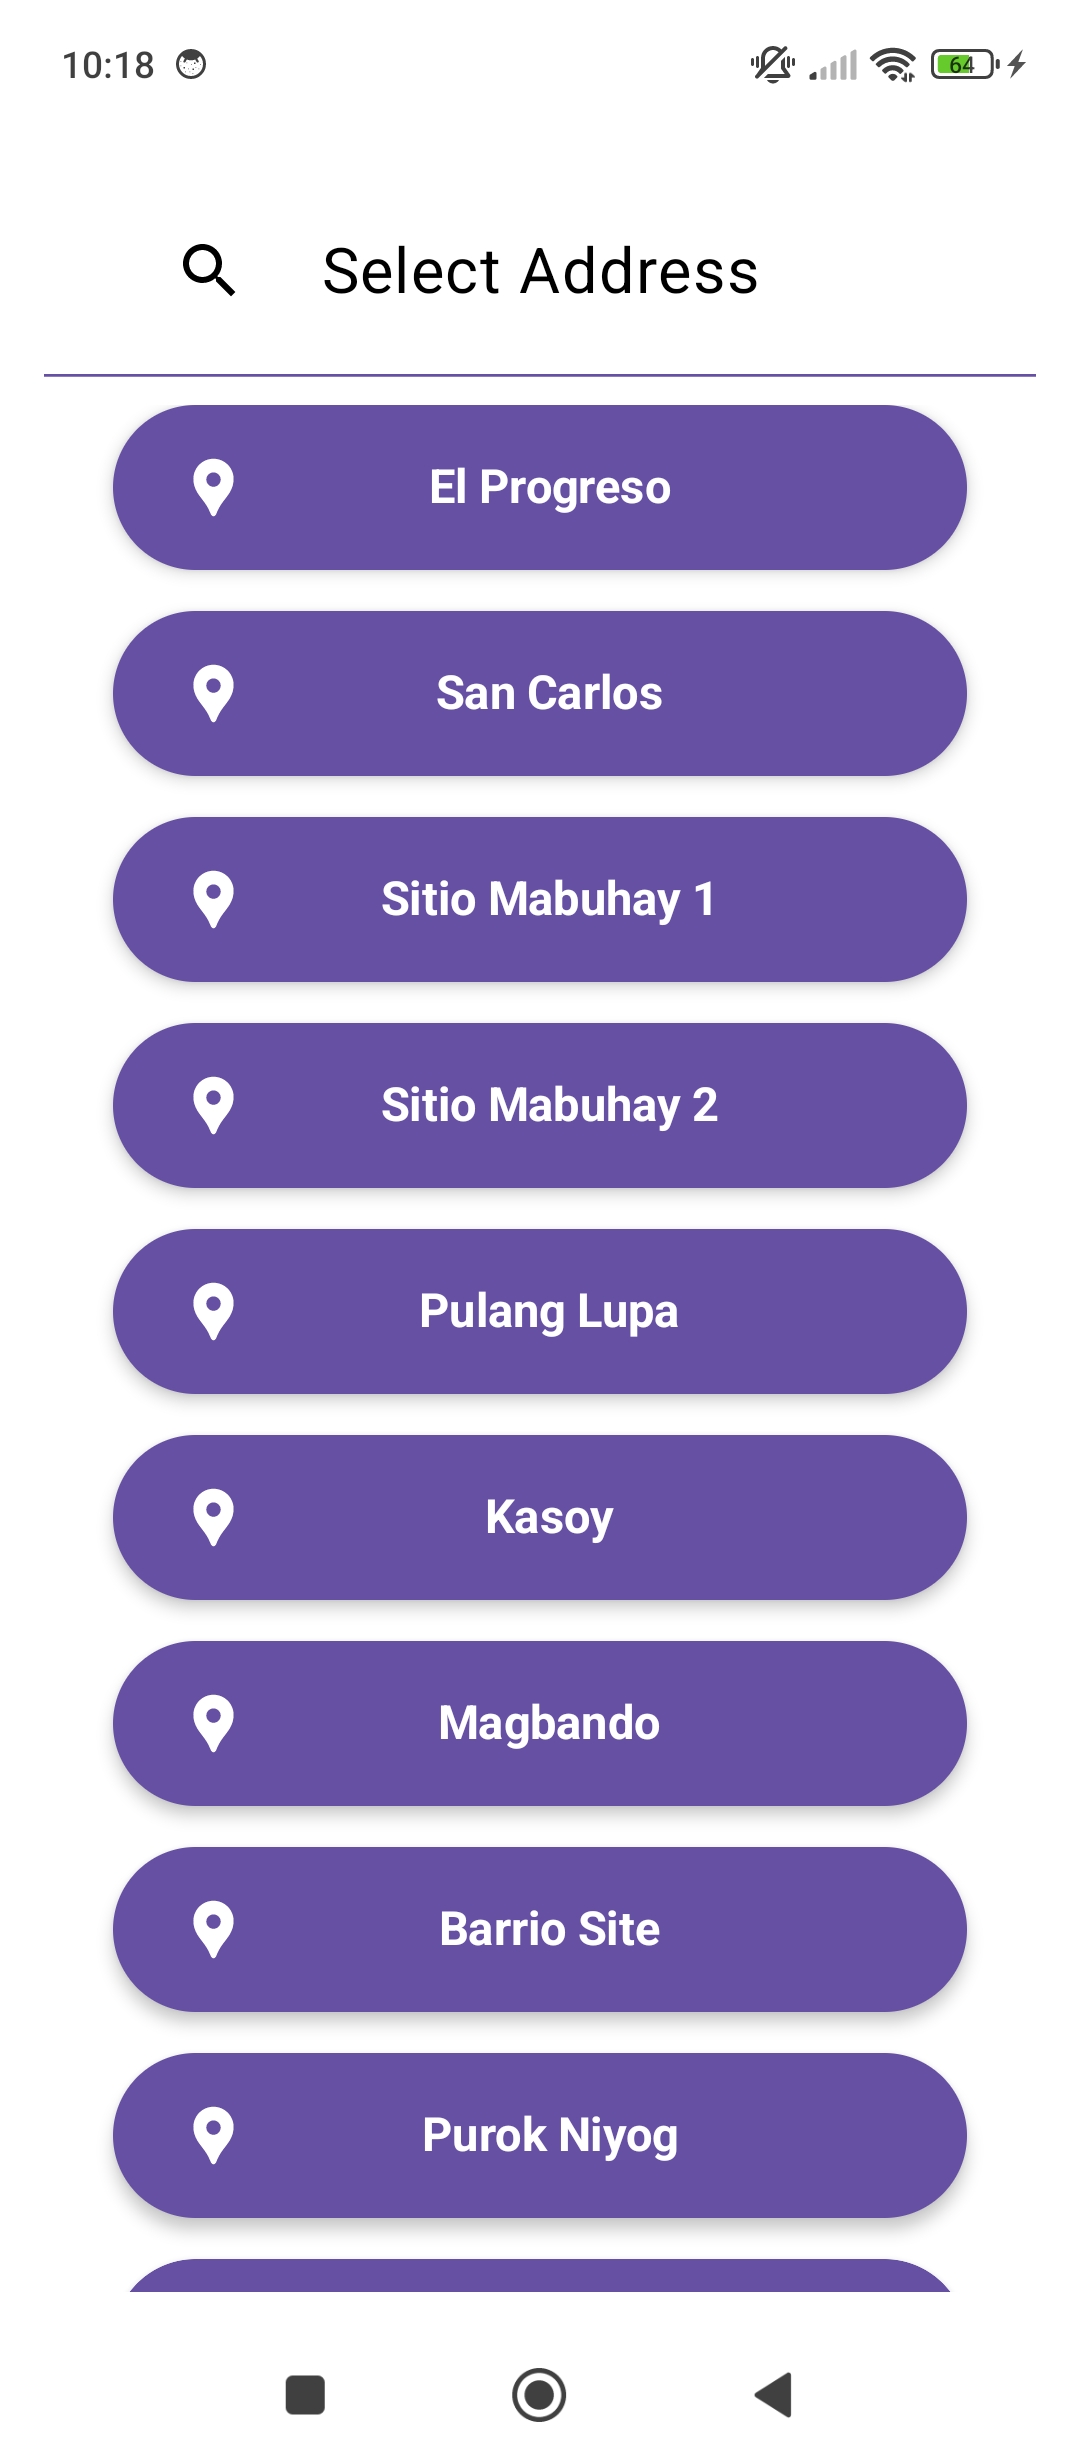 10:18
64
Select Address
El Progreso
San Carlos
Sitio Mabuhay 1
Sitio Mabuhay 2
Pulang Lupa
Kasoy
Magbando
Barrio Site
Purok Niyog